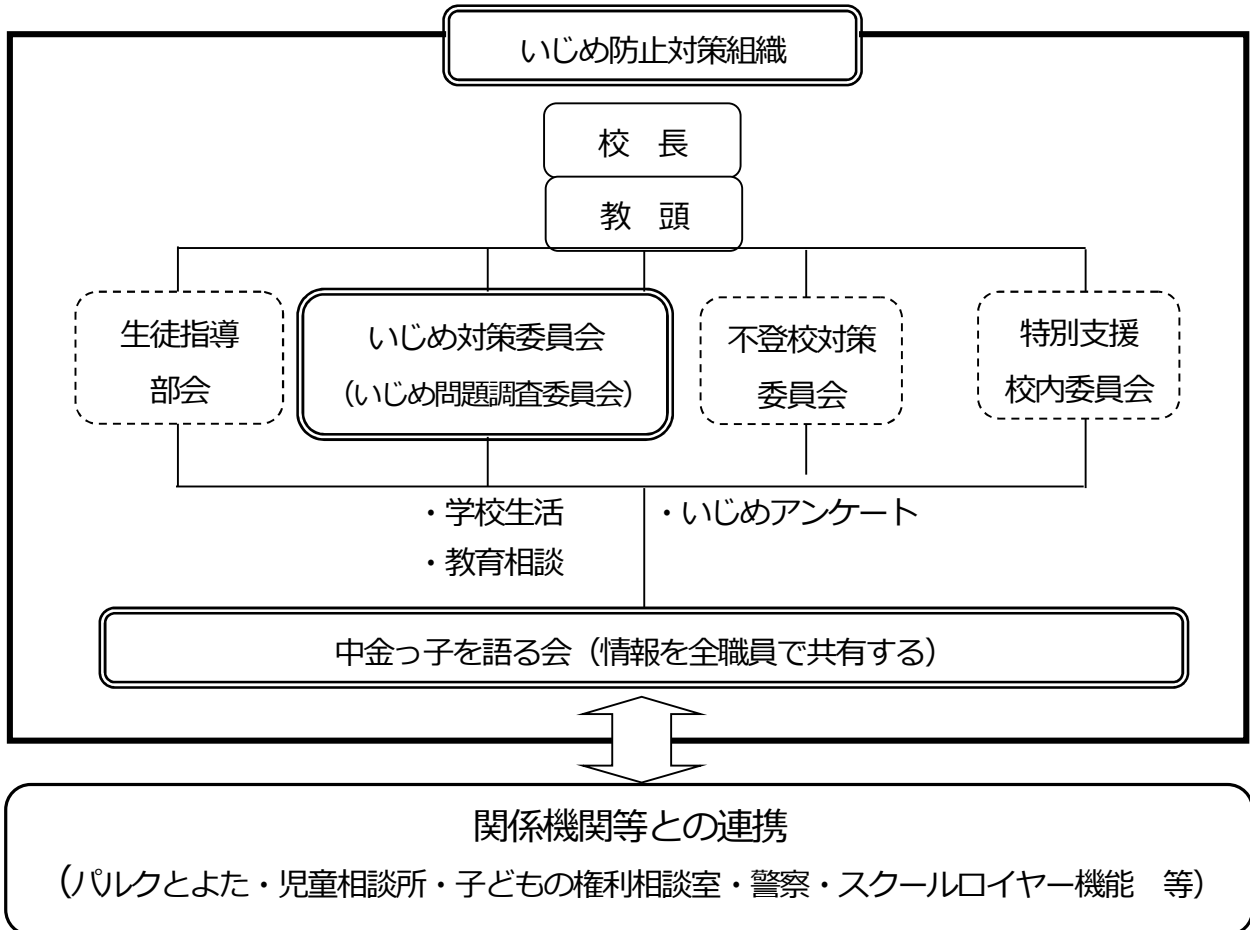 いじめ防止対策組織
校　長
教　頭
生徒指導
部会
いじめ対策委員会
（いじめ問題調査委員会）
不登校対策
委員会
特別支援
校内委員会
・学校生活
・教育相談
・いじめアンケート
中金っ子を語る会（情報を全職員で共有する）
関係機関等との連携
（パルクとよた・児童相談所・子どもの権利相談室・警察・スクールロイヤー機能　等）